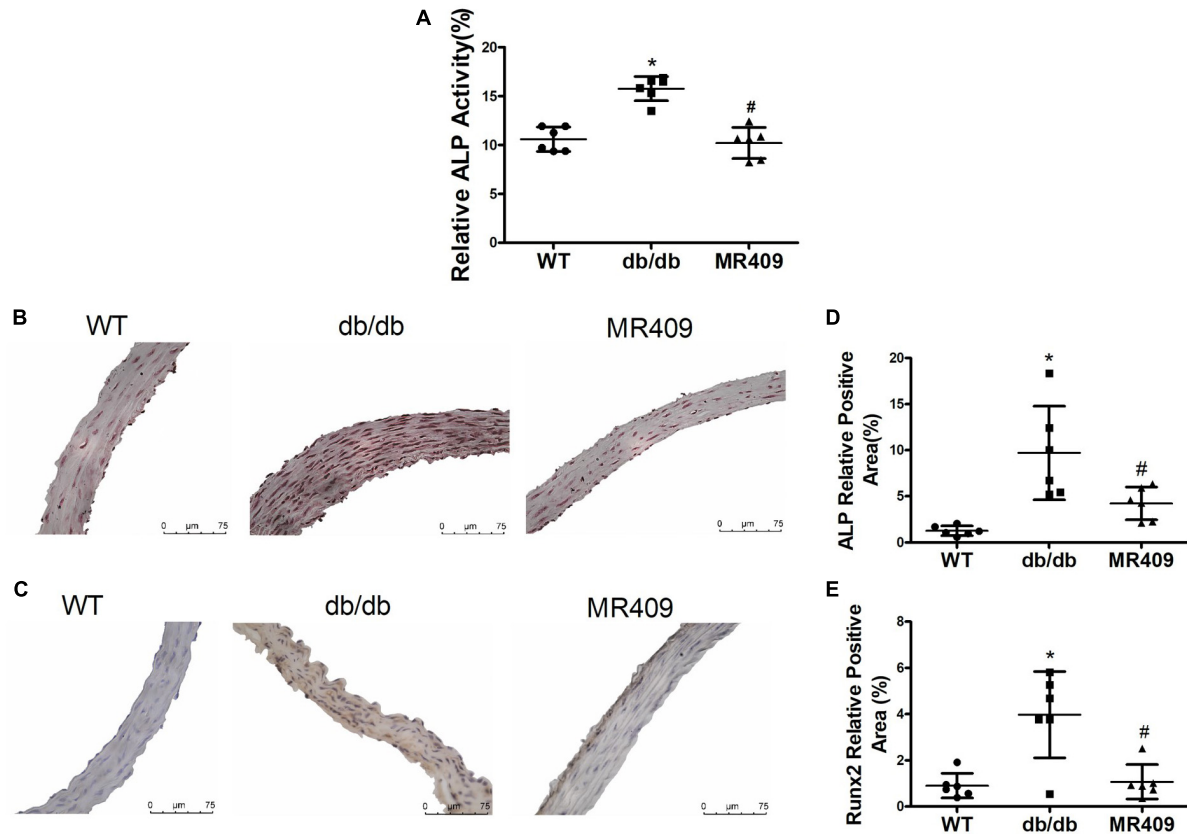 A
Relative ALP Activity(%)
20
15
10
5
0
*
#
WT db/db MR409
B
WT db/db MR409
0 µm 75
0 µm 75
0 µm 75
C
WT db/db MR409
0 µm 75
0 µm 75
0 µm 75
D
ALP Relative Positive
Area(%)
20
15
10
5
0
*
#
WT db/db MR409
E
Runx2 Relative Positive
Area (%)
8
6
4
2
0
*
#
WT db/db MR409